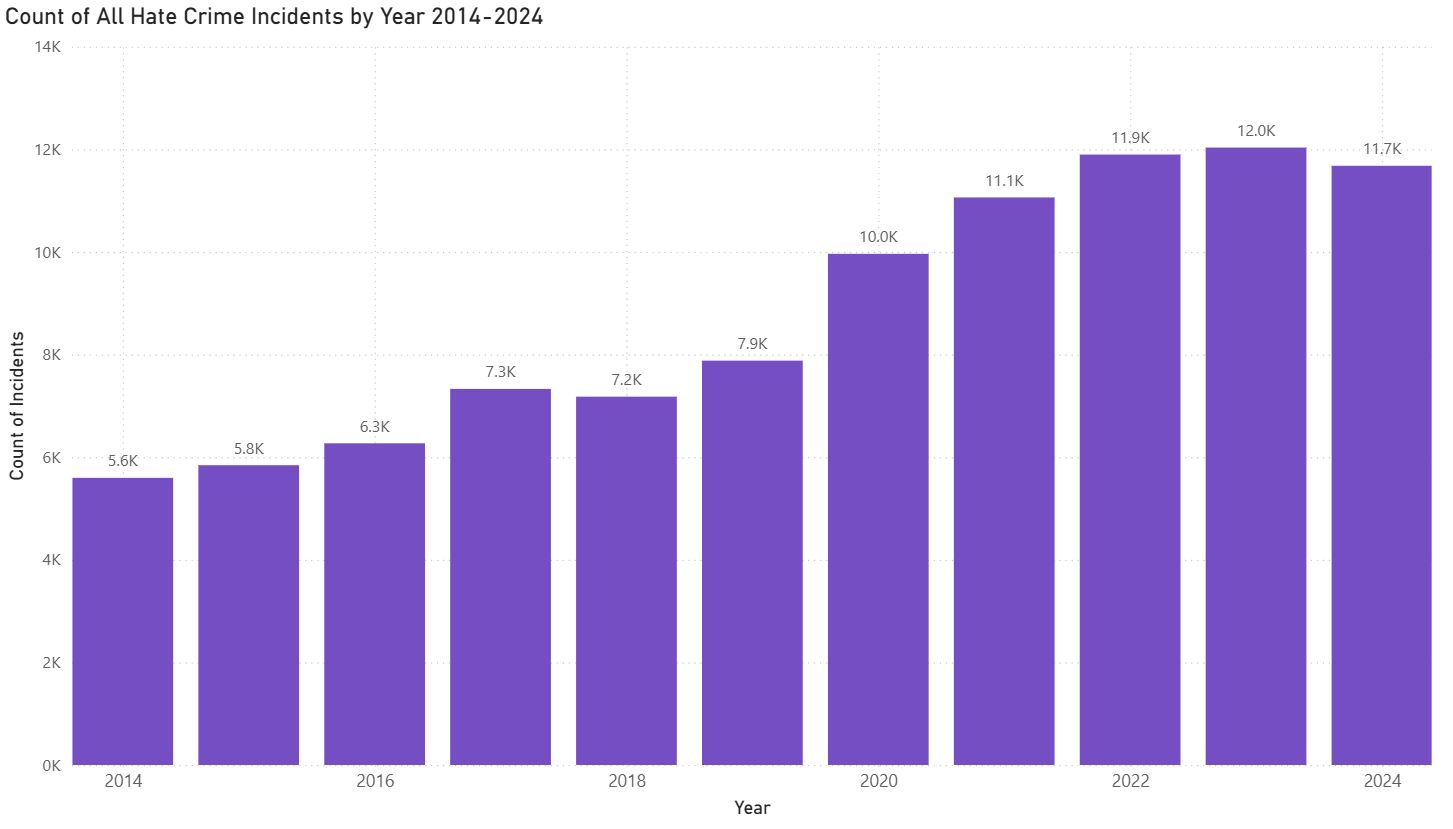 Count of All Hate Crime Incidents by Year 2014-2024
14K
12K
10K
8K
6K
4K
2K
0K
Count of Incidents
5.6K
5.8K
6.3K
7.3K
7.2K
7.9K
10.0K
11.1K
11.9K
12.0K
11.7K
2014
2016
2018
2020
2022
2024
Year